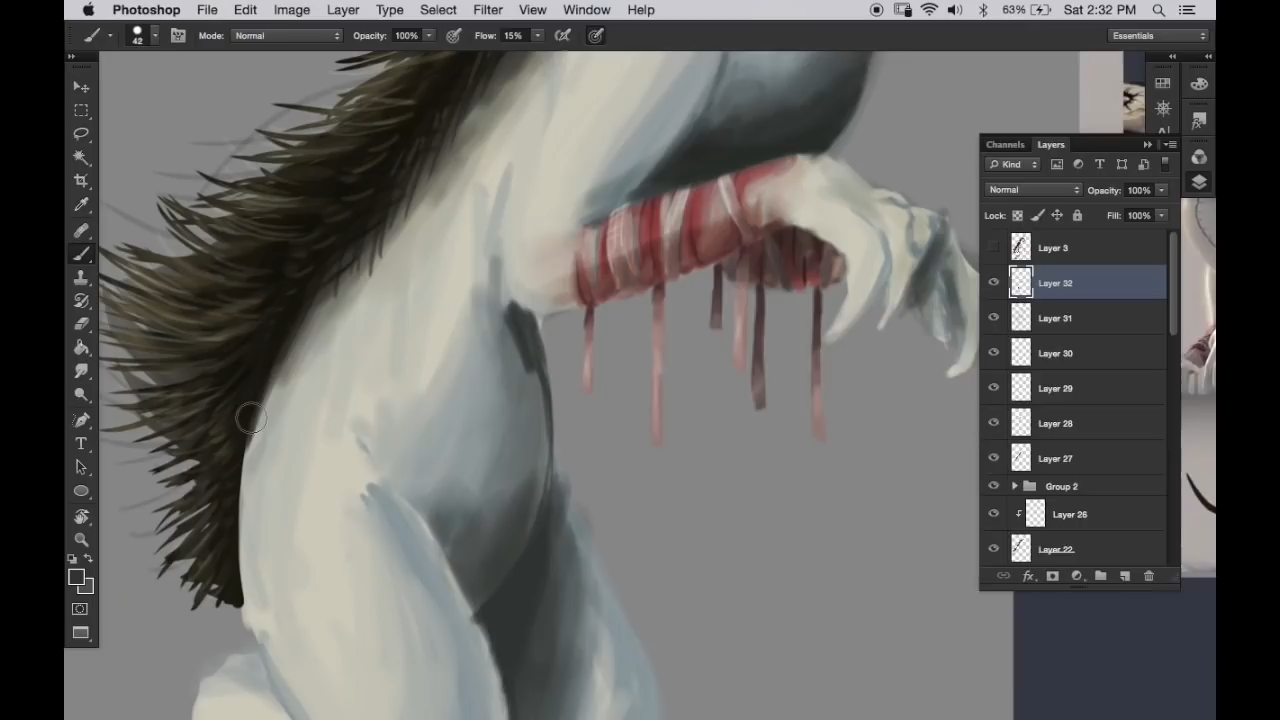 Photoshop File Edit Image Layer Type Select Filter View Window Help 63% Sat 2:32 PM
42 Mode: Normal Opacity: 100% Flow: 15% Essentials
Channels Layers
Kind
Normal Opacity: 100%
Lock: Fill: 100%
Layer 3
Layer 32
Layer 31
Layer 30
Layer 29
Layer 28
Layer 27
Group 2
Layer 26
Layer 22